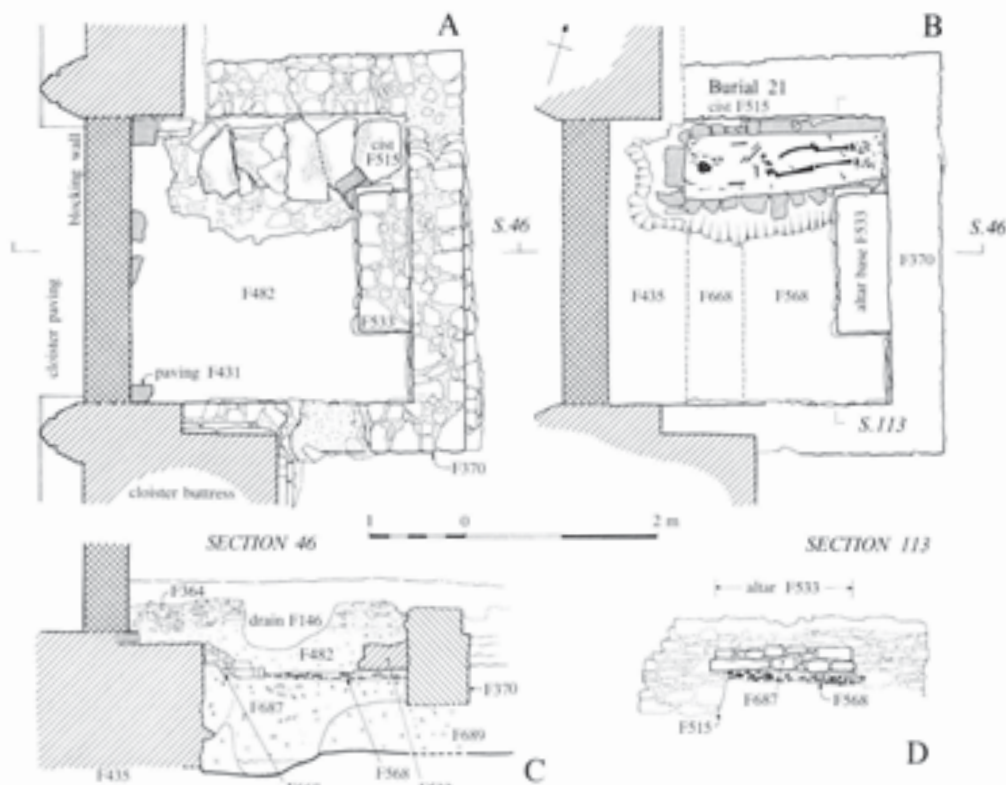 A
cist
F515
blocking wall
S.46
cloister paving
F482
F533
paving F431
F370
cloister buttress
B
Burial 21
cist F515
S.46
F435
F668
F568
altar base F533
F370
S.113
1 0 2 m
SECTION 46
F364
drain F146
F482
F370
F687
F689
F435
F568
C
SECTION 113
altar F533
F687
F568
F515
D